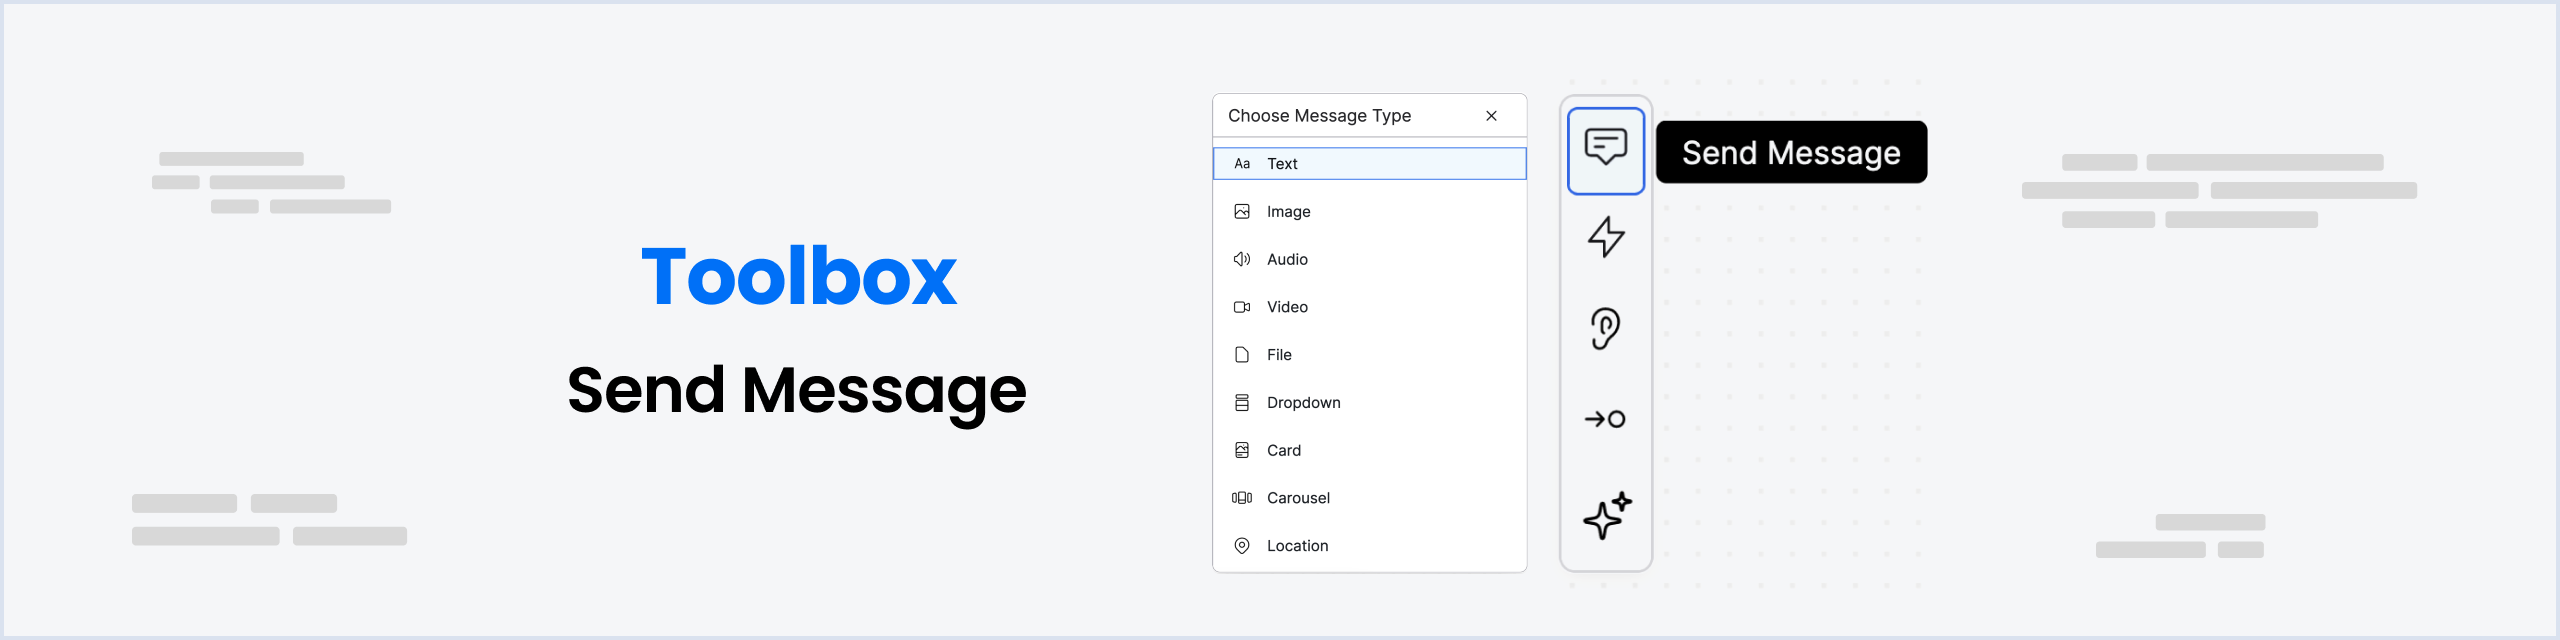 Toolbox
Send Message
Choose Message Type
Aa Text
Image
Audio
Video
File
Dropdown
Card
Carousel
Location
Send Message